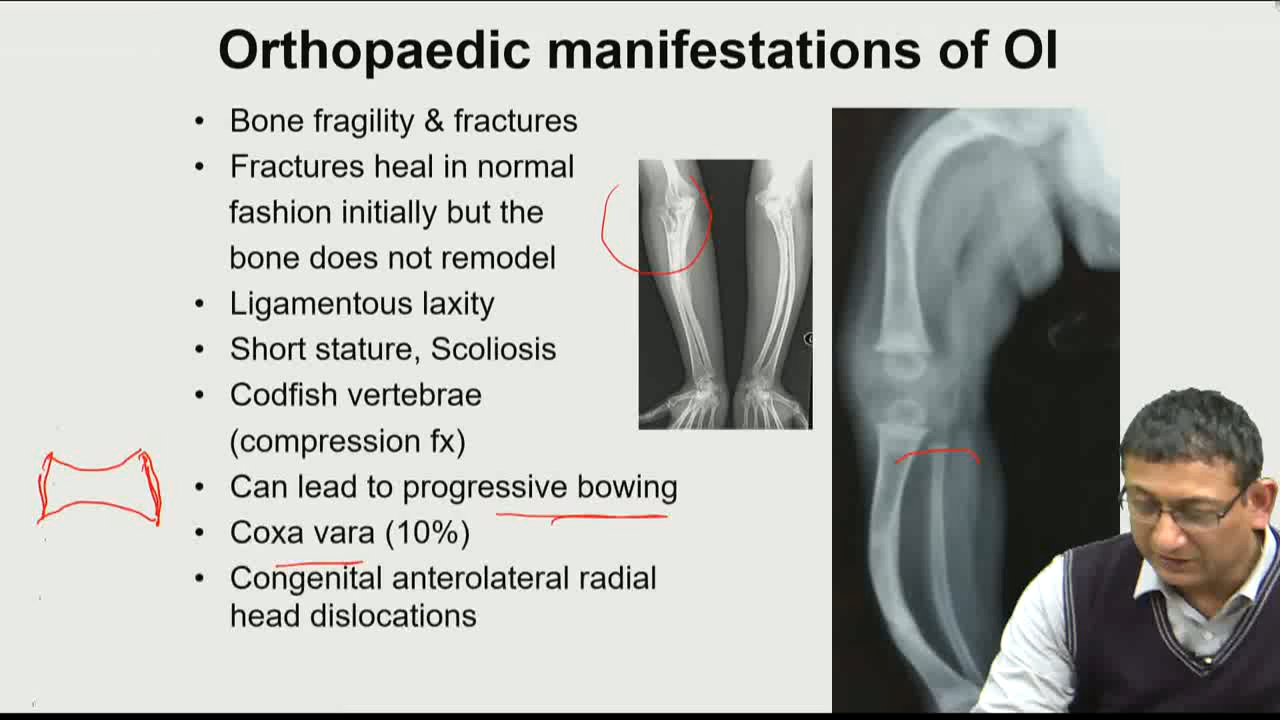 Orthopaedic manifestations of OI
• Bone fragility & fractures
• Fractures heal in normal
fashion initially but the
bone does not remodel
• Ligamentous laxity
• Short stature, Scoliosis
• Codfish vertebrae
(compression fx)
• Can lead to progressive bowing
• Coxa vara (10%)
• Congenital anterolateral radial
head dislocations